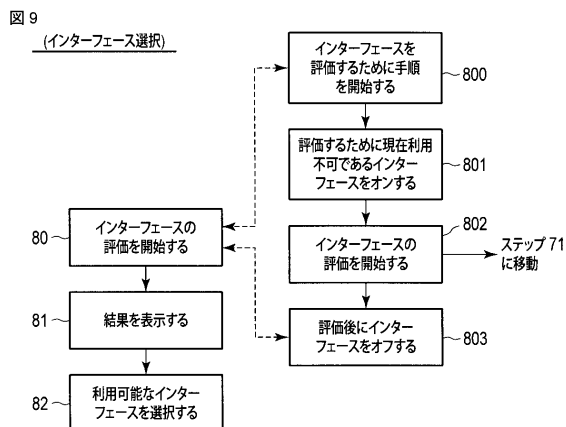 図 9
(インターフェース選択)
インターフェースを
評価するために手順
を開始する
800
評価するために現在利用
不可であるインター
フェースをオンする
801
802
80
インターフェースの
評価を開始する
インターフェースの
評価を開始する
ステップ 71
に移動
81
結果を表示する
評価後にインター
フェースをオフする
803
82
利用可能なインター
フェースを選択する